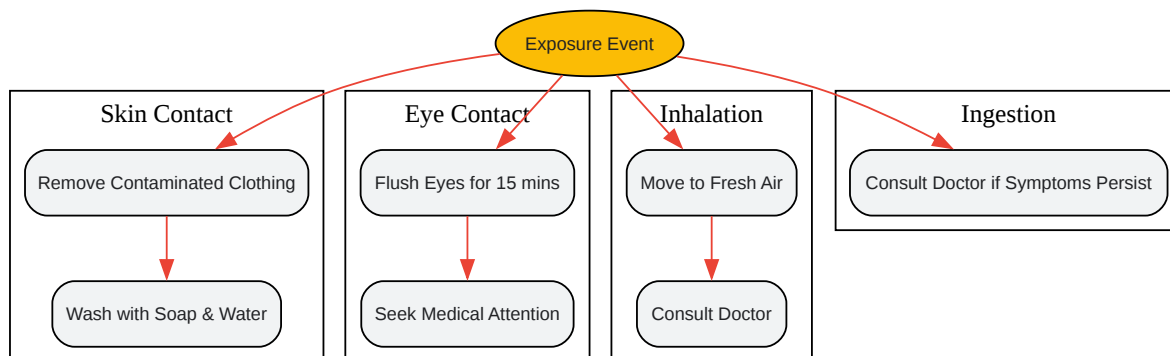 Exposure Event
Skin Contact
Eye Contact
Inhalation
Ingestion
Remove Contaminated Clothing
Flush Eyes for 15 mins
Move to Fresh Air
Consult Doctor if Symptoms Persist
Wash with Soap & Water
Seek Medical Attention
Consult Doctor